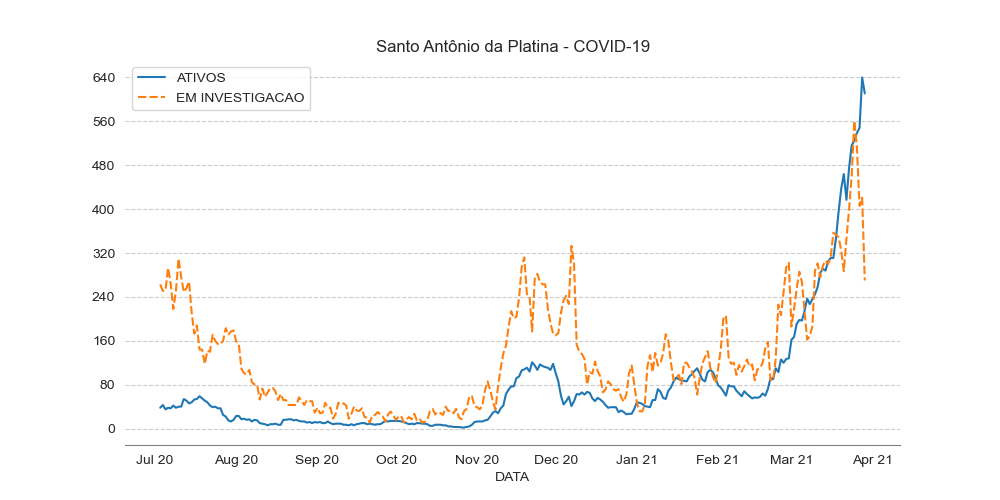 Santo Antônio da Platina - COVID-19
ATIVOS
EM INVESTIGACAO
640
560
480
400
320
240
160
80
0
Jul 20 Aug 20 Sep 20 Oct 20 Nov 20 Dec 20 Jan 21 Feb 21 Mar 21 Apr 21
DATA